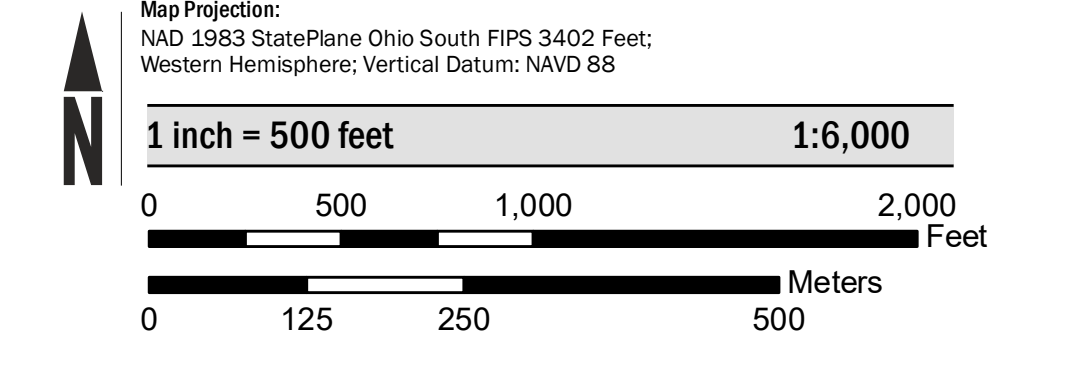 Map Projection:
NAD 1983 StatePlane Ohio South FIPS 3402 Feet;
Western Hemisphere; Vertical Datum: NAVD 88
N
1 inch = 500 feet 1:6,000
0 500 1,000 2,000
Feet
Meters
0 125 250 500